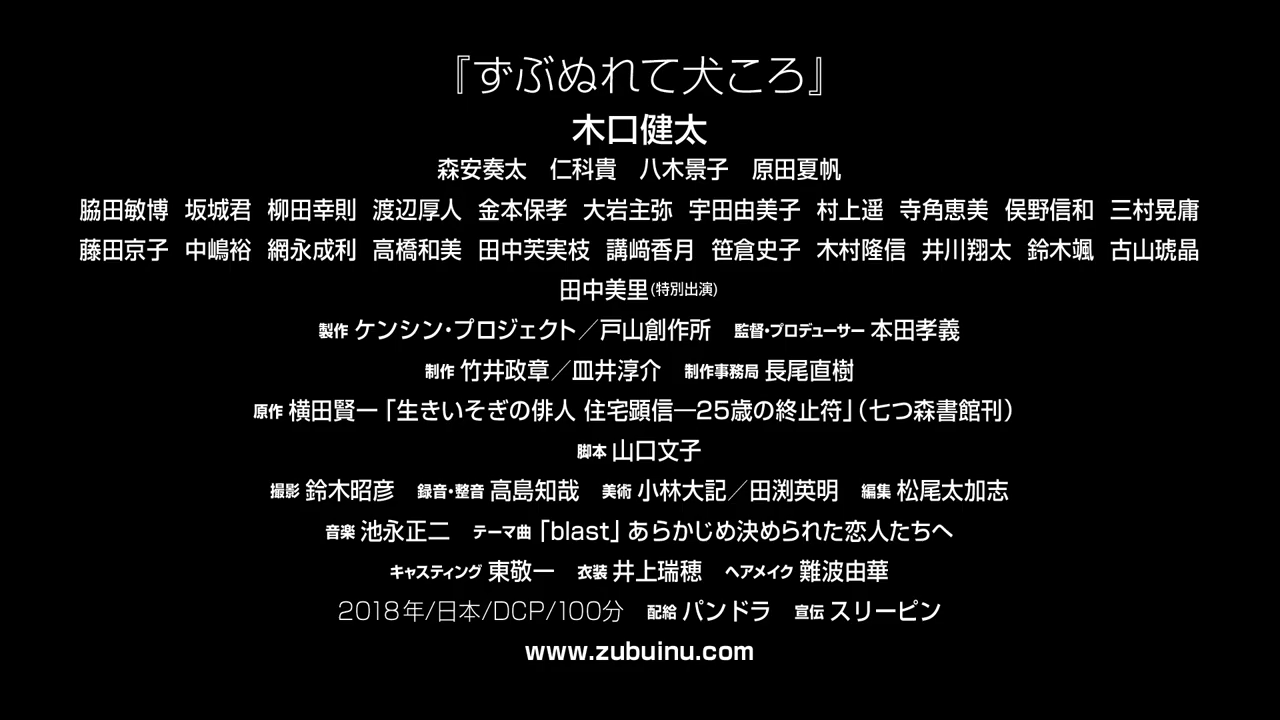 『ずぶぬれて犬ころ』
木口健太
森安奏太　仁科貴　八木景子　原田夏帆
脇田敏博　坂城君　柳田幸則　渡辺厚人　金本保孝　大岩主弥　宇田由美子　村上遥　寺角恵美　俣野信和　三村晃庸
藤田京子　中嶋裕　網永成利　高橋和美　田中芙実枝　講﨑香月　笹倉史子　木村隆信　井川翔太　鈴木颯　古山琥晶
田中美里(特別出演)
製作 ケンシン・プロジェクト／戸山創作所　監督・プロデューサー 本田孝義
制作 竹井政章／皿井淳介　制作事務局 長尾直樹
原作 横田賢一「生きいそぎの俳人 住宅顕信―25歳の終止符」（七つ森書館刊）
脚本 山口文子
撮影 鈴木昭彦　録音・整音 高島知哉　美術 小林大記／田渕英明　編集 松尾太加志
音楽 池永正二　テーマ曲「blast」あらかじめ決められた恋人たちへ
キャスティング 東敬一　衣装 井上瑞穂　ヘアメイク 難波由華
2018年/日本/DCP/100分　配給 パンドラ　宣伝 スリーピン
www.zubuinu.com